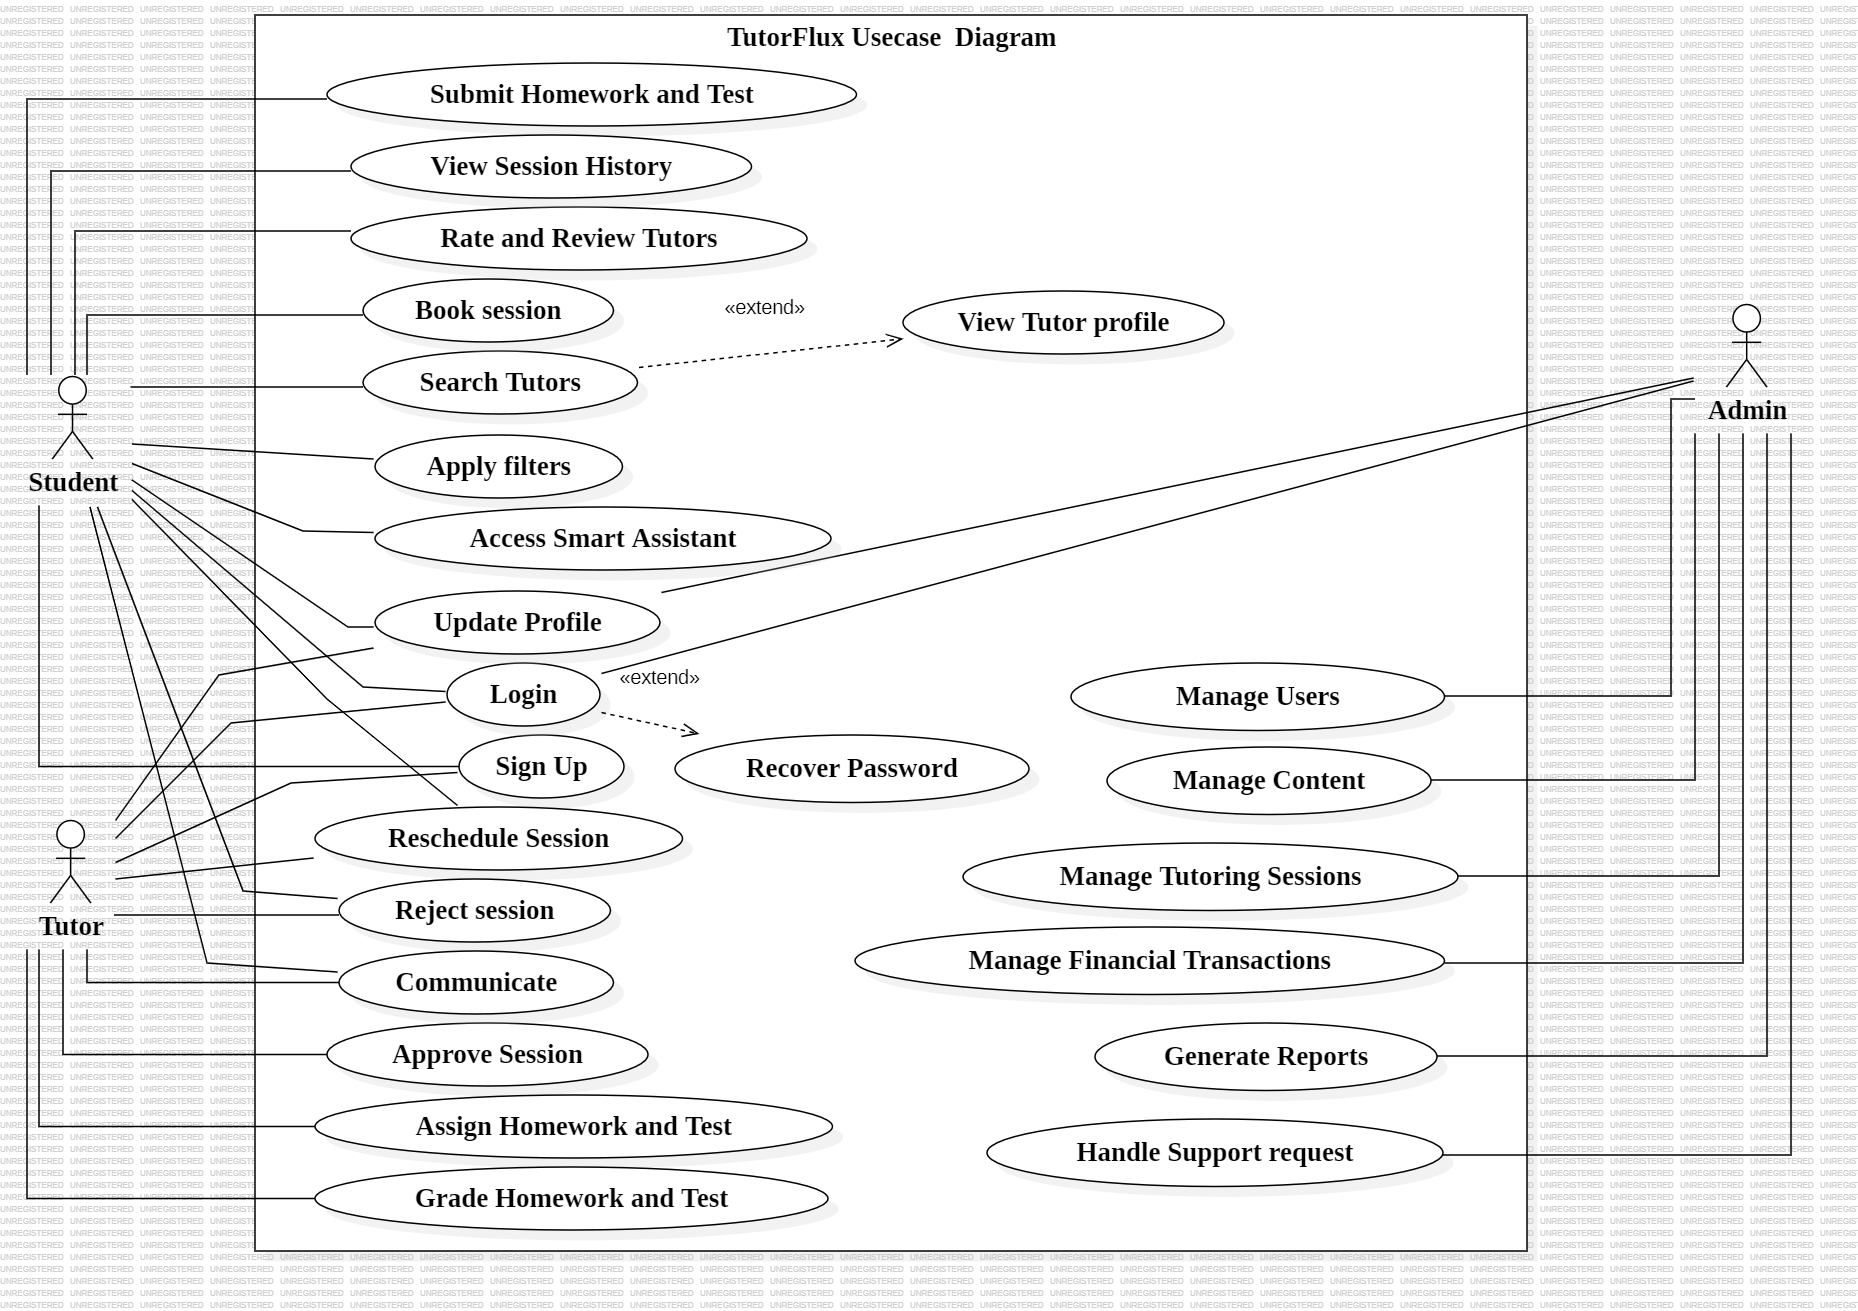 TutorFlux Usecase  Diagram
Submit Homework and Test
View Session History
Rate and Review Tutors
Book session
«extend»
View Tutor profile
Search Tutors
Admin
Apply filters
Student
Access Smart Assistant
Update Profile
«extend»
Login
Manage Users
Sign Up
Recover Password
Manage Content
Reschedule Session
Manage Tutoring Sessions
Reject session
Tutor
Manage Financial Transactions
Communicate
Approve Session
Generate Reports
Assign Homework and Test
Handle Support request
Grade Homework and Test
UNREGISTERED